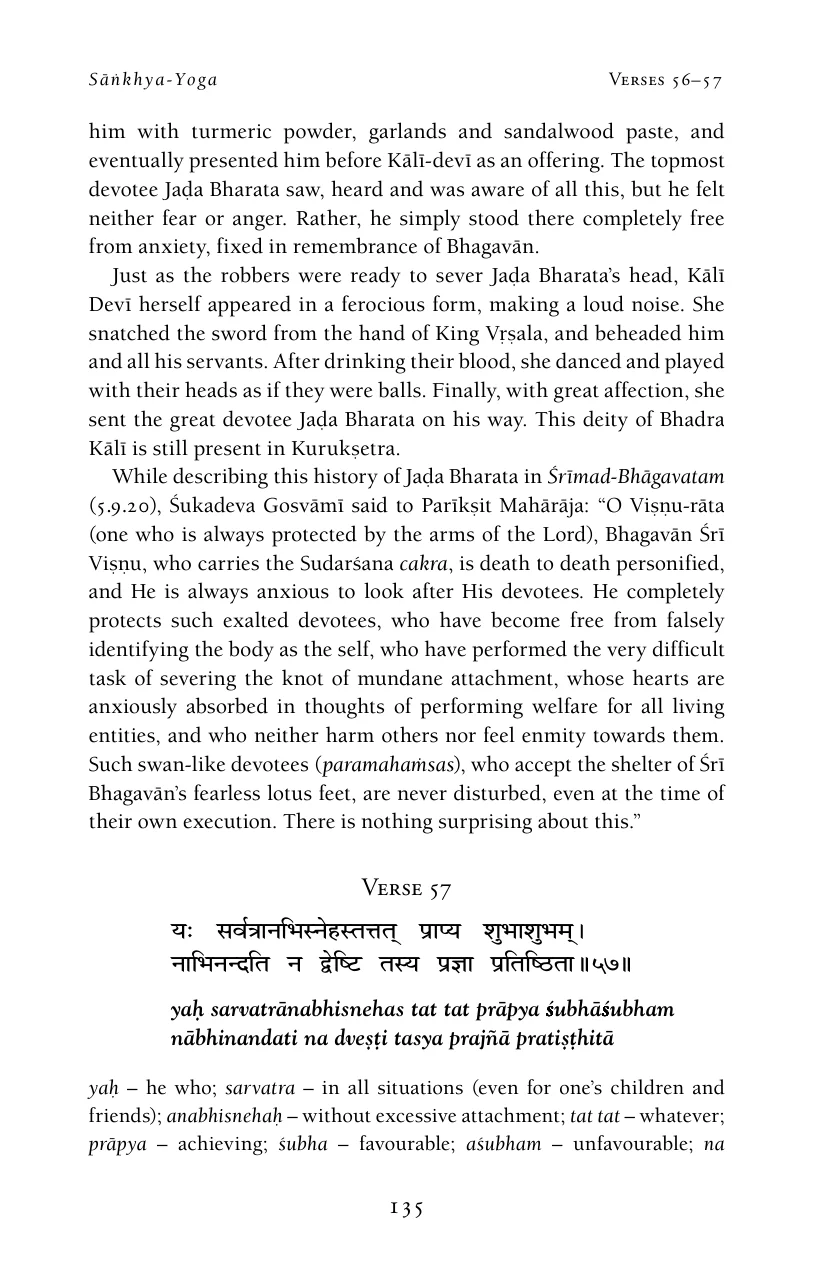 Sāṅkhya-Yoga Verses 56–57
him with turmeric powder, garlands and sandalwood paste, and
eventually presented him before Kālī-devī as an offering. The topmost
devotee Jaḍa Bharata saw, heard and was aware of all this, but he felt
neither fear or anger. Rather, he simply stood there completely free
from anxiety, fixed in remembrance of Bhagavān.
Just as the robbers were ready to sever Jaḍa Bharata’s head, Kālī
Devī herself appeared in a ferocious form, making a loud noise. She
snatched the sword from the hand of King Vṛṣala, and beheaded him
and all his servants. After drinking their blood, she danced and played
with their heads as if they were balls. Finally, with great affection, she
sent the great devotee Jaḍa Bharata on his way. This deity of Bhadra
Kālī is still present in Kurukṣetra.
While describing this history of Jaḍa Bharata in Śrīmad-Bhāgavatam
(5.9.20), Śukadeva Gosvāmī said to Parīkṣit Mahārāja: “O Viṣṇu-rāta
(one who is always protected by the arms of the Lord), Bhagavān Śrī
Viṣṇu, who carries the Sudarśana cakra, is death to death personified,
and He is always anxious to look after His devotees. He completely
protects such exalted devotees, who have become free from falsely
identifying the body as the self, who have performed the very difficult
task of severing the knot of mundane attachment, whose hearts are
anxiously absorbed in thoughts of performing welfare for all living
entities, and who neither harm others nor feel enmity towards them.
Such swan-like devotees (paramahaṁsas), who accept the shelter of Śrī
Bhagavān’s fearless lotus feet, are never disturbed, even at the time of
their own execution. There is nothing surprising about this.”
Verse 57
यः सर्वत्रानभिस्नेहस्तत्तत् प्राप्य शुभाशुभम्।
नाभिनन्दति न द्वेष्टि तस्य प्रज्ञा प्रतिष्ठिता॥५७॥
yaḥ sarvatrānabhisnehas tat tat prāpya śubhāśubham
nābhinandati na dveṣṭi tasya prajñā pratiṣṭhitā
yaḥ – he who; sarvatra – in all situations (even for one’s children and
friends); anabhisnehaḥ – without excessive attachment; tat tat – whatever;
prāpya – achieving; śubha – favourable; aśubham – unfavourable; na
135